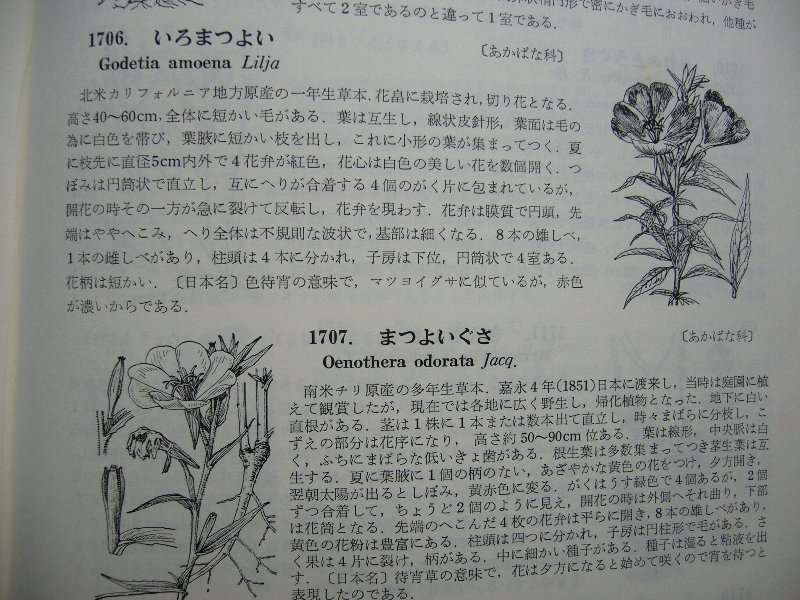 すべて２室であるのと違って１室である.
形で密にかぎ毛におおわれ, 他種が
1706. いろまつよい
〔あかばな科〕
Godetia amoena Lilja
北米カリフォルニア地方原産の一年生草本. 花畠に栽培され, 切り花となる.
高さ40〜60cm, 全体に短かい毛がある. 葉は互生し, 線状皮針形, 葉面は毛の
為に白色を帯び, 葉腋に短かい枝を出し, これに小形の葉が集まってつく. 夏
に枝先に直径5cm内外で４花弁が紅色, 花心は白色の美しい花を数個開く. つ
ぼみは円筒状で直立し, 互にへりが合着する４個のがく片に包まれているが,
開花の時その一方が急に裂けて反転し, 花弁を現わす. 花弁は膜質で円頭, 先
端はややへこみ, へり全体は不規則な波状で, 基部は細くなる. ８本の雄しべ,
１本の雌しべがあり, 柱頭は４本に分かれ, 子房は下位, 円筒状で４室ある.
花柄は短かい. 〔日本名〕色待宵の意味で, マツヨイグサに似ているが, 赤色
が濃いからである.
1707. まつよいぐさ
〔あかばな科〕
Oenothera odorata Jacq.
南米チリ原産の多年生草本. 嘉永４年(1851)日本に渡来し, 当時は庭園に植
えて観賞したが, 現在では各地に広く野生し, 帰化植物となった. 地下に白い
直根がある. 茎は１株に１本または数本出て直立し, 時々まばらに分枝し, こ
ずえの部分は花序になり, 高さ約50〜90cm位ある. 葉は線形, 中央脈は白
く, ふちにまばらな低いきょ歯がある. 根生葉は多数集まってつき茎生葉は互
生する. 夏に葉腋に１個の柄のない, あざやかな黄色の花をつけ, 夕方開き,
翌朝太陽が出るとしぼみ, 黄赤色に変る. がくはうす緑色で４個あるが, ２個
ずつ合着して, ちょうど２個のように見え, 開花の時は外側へそれ曲り, 下部
は花筒となる. 先端のへこんだ４枚の花弁は平らに開き, ８本の雄しべがあり,
黄色の花粉は豊富にある. 柱頭は四つに分かれ, 子房は円柱形で毛がある. さ
く果は４片に裂け, 柄がある. 中に細かい種子がある. 種子は湿ると粘液を出
す. 〔日本名〕待宵草の意味で, 花は夕方になると始めて咲くので宵を待つと
表現したのである.